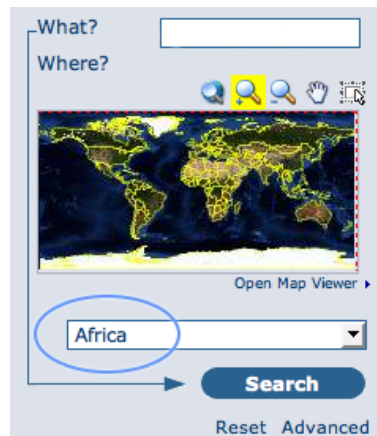 What?
Where?
Open Map Viewer
Africa
Search
Reset Advanced